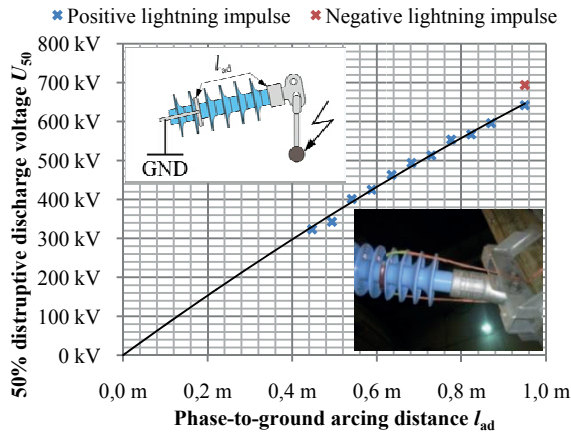 Positive lightning impulse
Negative lightning impulse
50% distruptive discharge voltage U50
800 kV
700 kV
600 kV
500 kV
400 kV
300 kV
200 kV
100 kV
0 kV
lad
GND
0,0 m
0,2 m
0,4 m
0,6 m
0,8 m
1,0 m
Phase-to-ground arcing distance lad